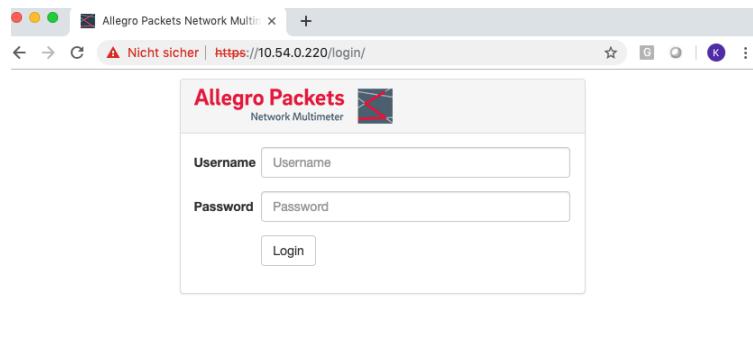 Allegro Packets Network Multin
Nicht sicher | https://10.54.0.220/login/
G
K
Allegro Packets
Network Multimeter
Username Username
Password Password
Login